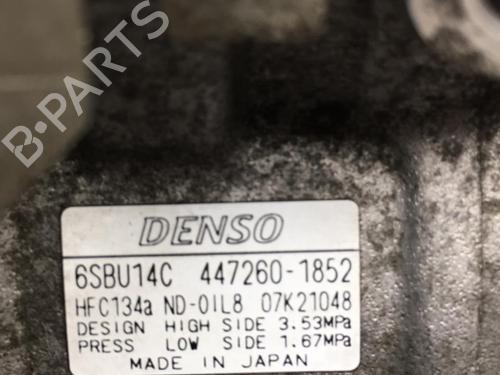 B-PARTS
DENSO
6SBU14C 447260-1852
HFC134a ND-OIL8 07K21048
DESIGN HIGH SIDE 3.53MPa
PRESS LOW SIDE 1.67MPa
MADE IN JAPAN